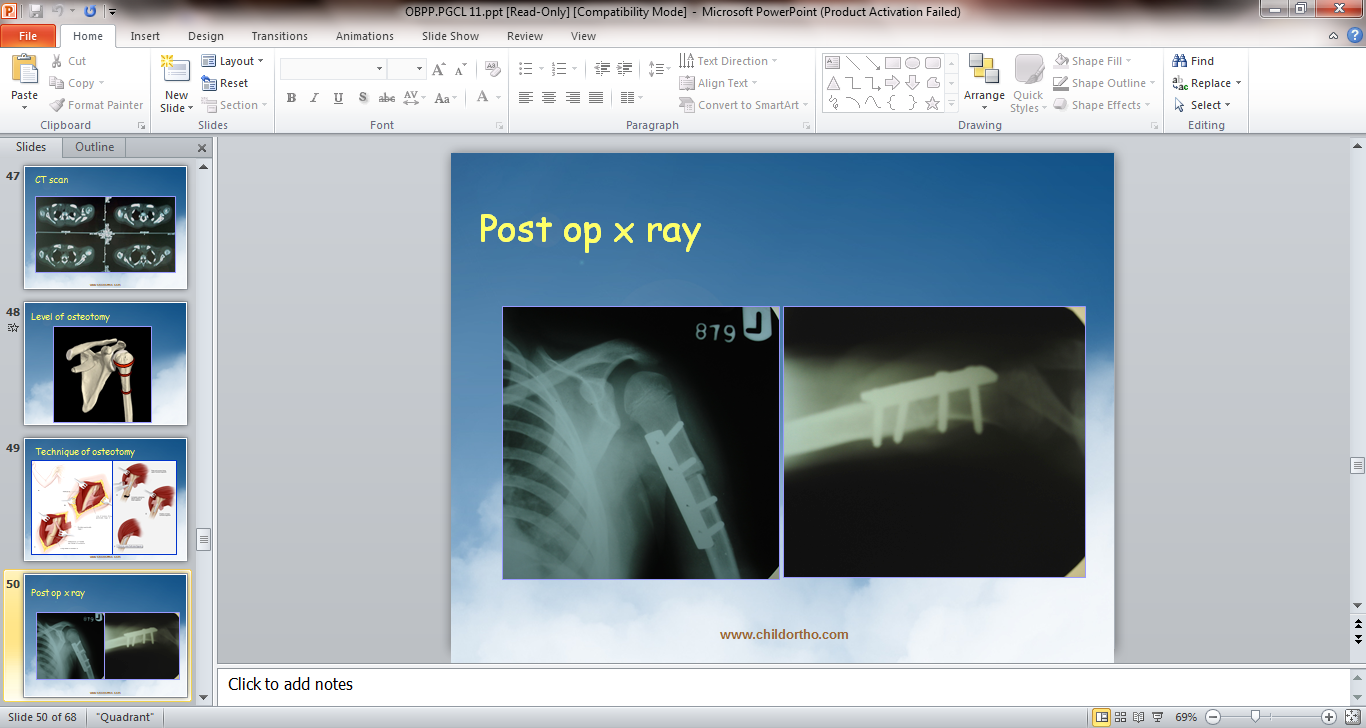 OBPP.PGCL 11.ppt [Read-Only] [Compatibility Mode] - Microsoft PowerPoint (Product Activation Failed)
File Home Insert Design Transitions Animations Slide Show Review View
Paste
Cut
Copy
Format Painter
Clipboard
New
Slide
Layout
Reset
Section
Slides
B I U S abc AV Aa A
Font
Text Direction
Align Text
Convert to SmartArt
Paragraph
Arrange
Quick
Styles
Shape Fill
Shape Outline
Shape Effects
Drawing
Find
Replace
Select
Editing
Slides Outline
47
CT scan
48
Level of osteotomy
49
Technique of osteotomy
50
Post op x ray
Post op x ray
879
www.childortho.com
Click to add notes
Slide 50 of 68 "Quadrant" 69%